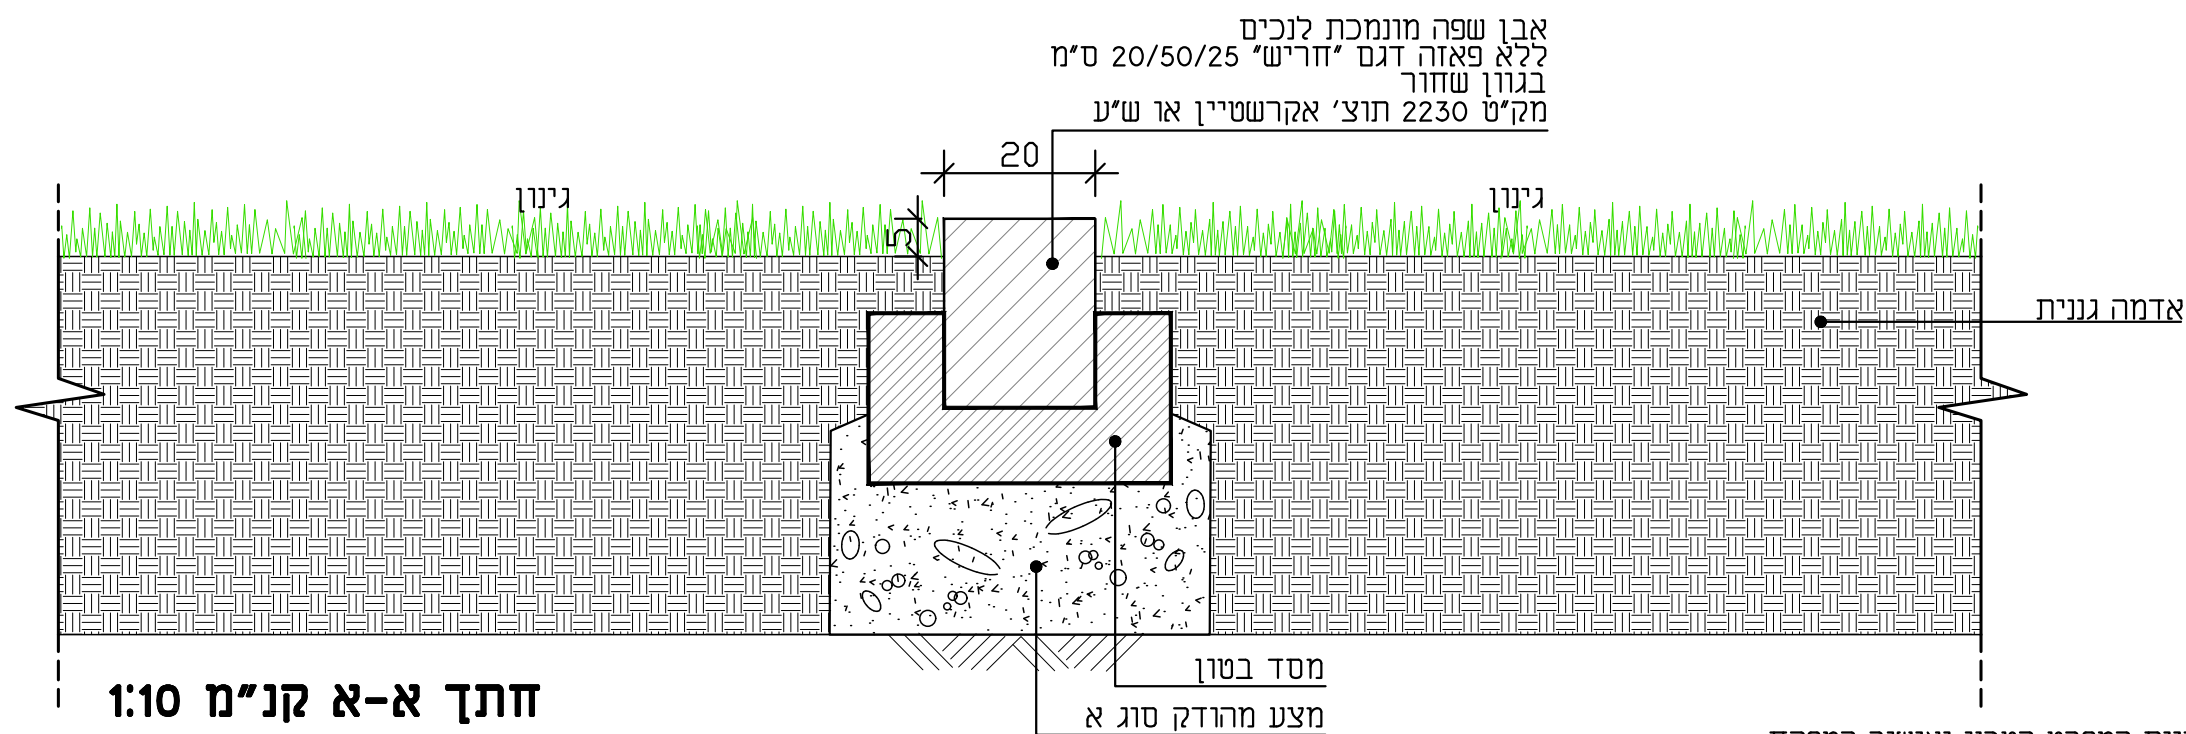 אבן שפה מונמכת לנכים
ללא פאזה דגם "חריש" 20/50/25 ס"מ
בגוון שחור
מק"ט 2230 תוצ' אקרשטיין או ש"ע
20
גינון
גינון
5
אדמה גננית
מסד בטון
מצע מהודק סוג א
חתך א-א קנ"מ 1:10